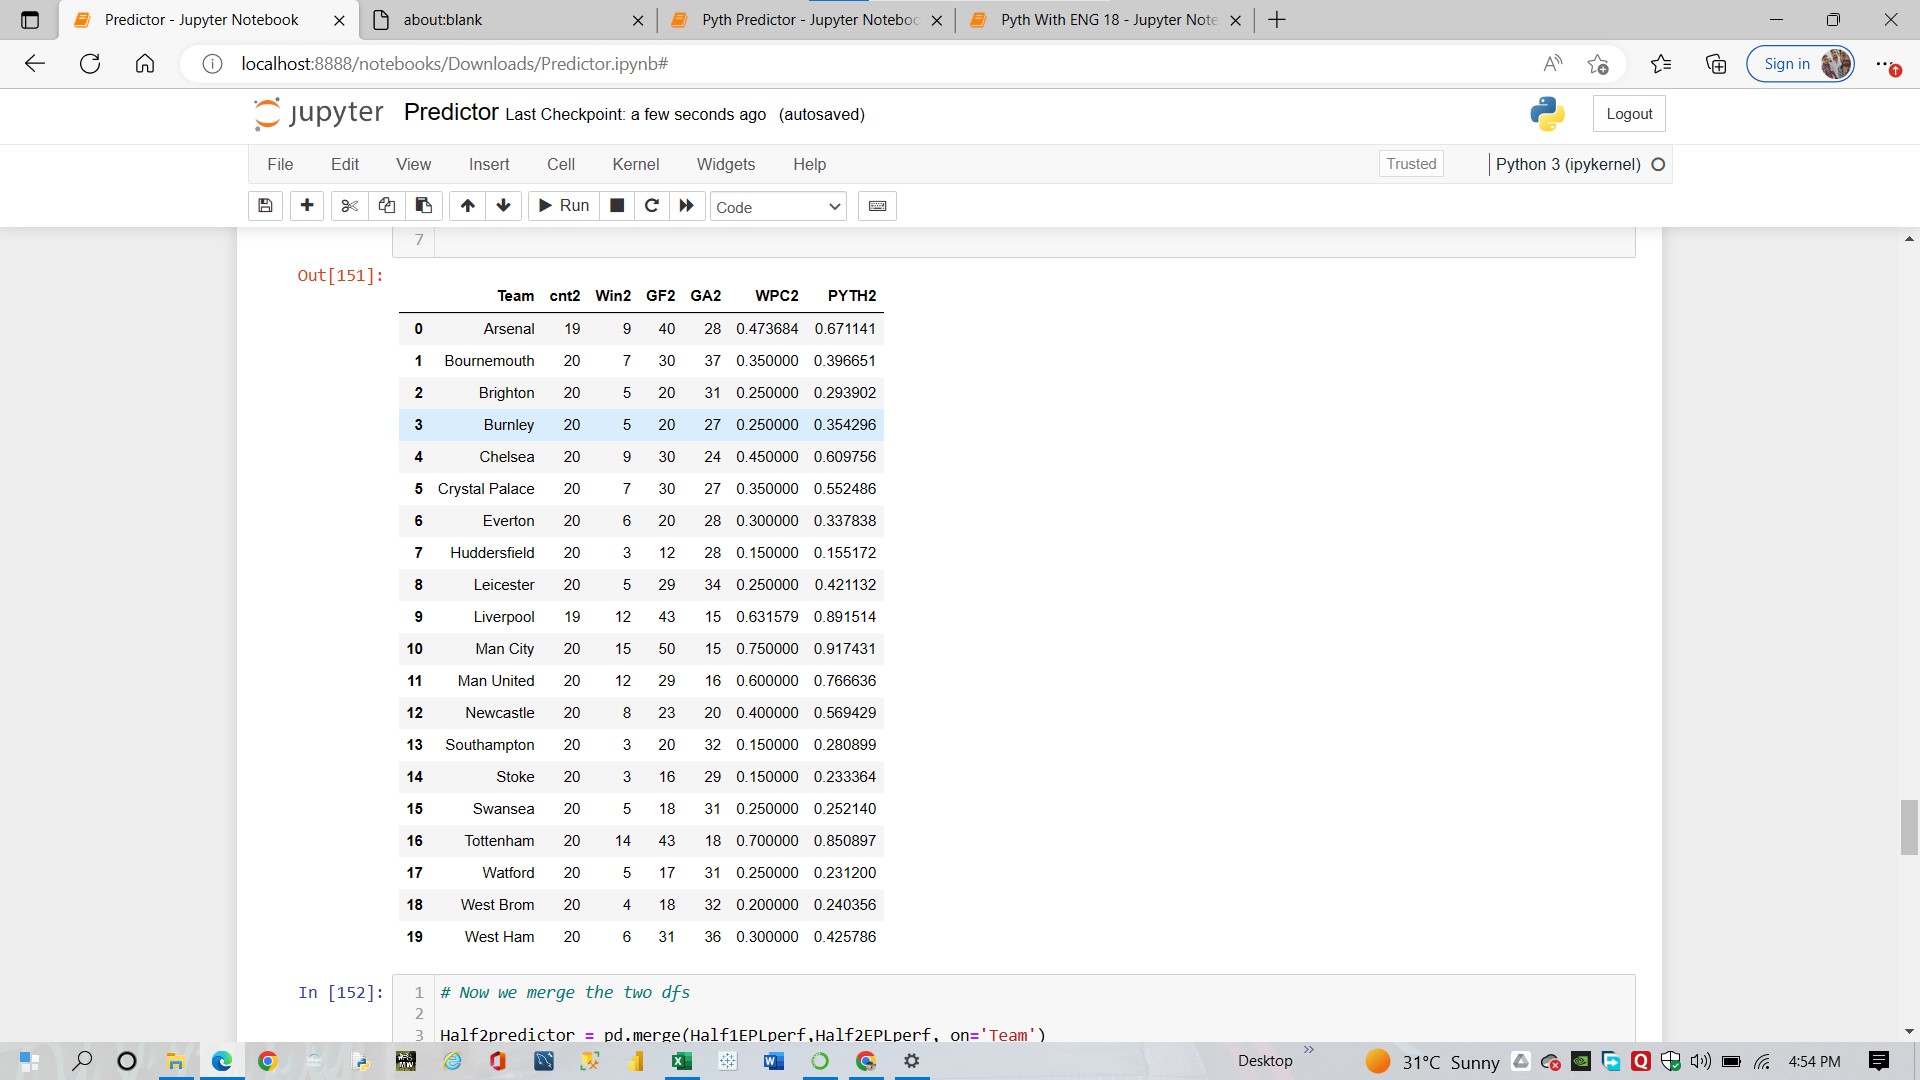 Predictor - Jupyter Notebook
about:blank
Pyth Predictor - Jupyter Noteboo
Pyth With ENG 18 - Jupyter Note
localhost:8888/notebooks/Downloads/Predictor.ipynb#
Sign in
jupyter Predictor Last Checkpoint: a few seconds ago (autosaved)
Logout
File Edit View Insert Cell Kernel Widgets Help
Trusted
Python 3 (ipykernel)
Run
Code
7
Out[151]:
Team cnt2 Win2 GF2 GA2 WPC2 PYTH2
0 Arsenal 19 9 40 28 0.473684 0.671141
1 Bournemouth 20 7 30 37 0.350000 0.396651
2 Brighton 20 5 20 31 0.250000 0.293902
3 Burnley 20 5 20 27 0.250000 0.354296
4 Chelsea 20 9 30 24 0.450000 0.609756
5 Crystal Palace 20 7 30 27 0.350000 0.552486
6 Everton 20 6 20 28 0.300000 0.337838
7 Huddersfield 20 3 12 28 0.150000 0.155172
8 Leicester 20 5 29 34 0.250000 0.421132
9 Liverpool 19 12 43 15 0.631579 0.891514
10 Man City 20 15 50 15 0.750000 0.917431
11 Man United 20 12 29 16 0.600000 0.766636
12 Newcastle 20 8 23 20 0.400000 0.569429
13 Southampton 20 3 20 32 0.150000 0.280899
14 Stoke 20 3 16 29 0.150000 0.233364
15 Swansea 20 5 18 31 0.250000 0.252140
16 Tottenham 20 14 43 18 0.700000 0.850897
17 Watford 20 5 17 31 0.250000 0.231200
18 West Brom 20 4 18 32 0.200000 0.240356
19 West Ham 20 6 31 36 0.300000 0.425786
In [152]:
1 # Now we merge the two dfs
2
3 Half2predictor = pd.merge(Half1EPLperf,Half2EPLperf, on='Team')
Desktop
31°C Sunny
4:54 PM